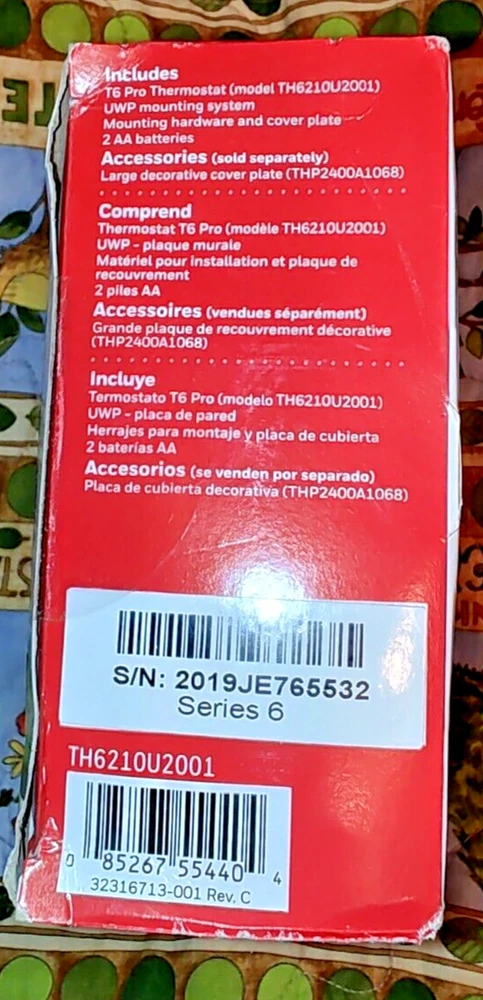 Includes
T6 Pro Thermostat (model TH6210U2001)
UWP mounting system
Mounting hardware and cover plate
2 AA batteries
Accessories (sold separately)
Large decorative cover plate (THP2400A1068)
Comprend
Thermostat T6 Pro (modèle TH6210U2001)
UWP - plaque murale
Matériel pour installation et plaque de
recouvrement
2 piles AA
Accessoires (vendues séparément)
Grande plaque de recouvrement décorative
(THP2400A1068)
Incluye
Termostato T6 Pro (modelo TH6210U2001)
UWP - placa de pared
Herrajes para montaje y placa de cubierta
2 baterías AA
Accesorios (se venden por separado)
Placa de cubierta decorativa (THP2400A1068)
S/N: 2019JE765532
Series 6
TH6210U2001
0 85267 55440 4
32316713-001 Rev. C